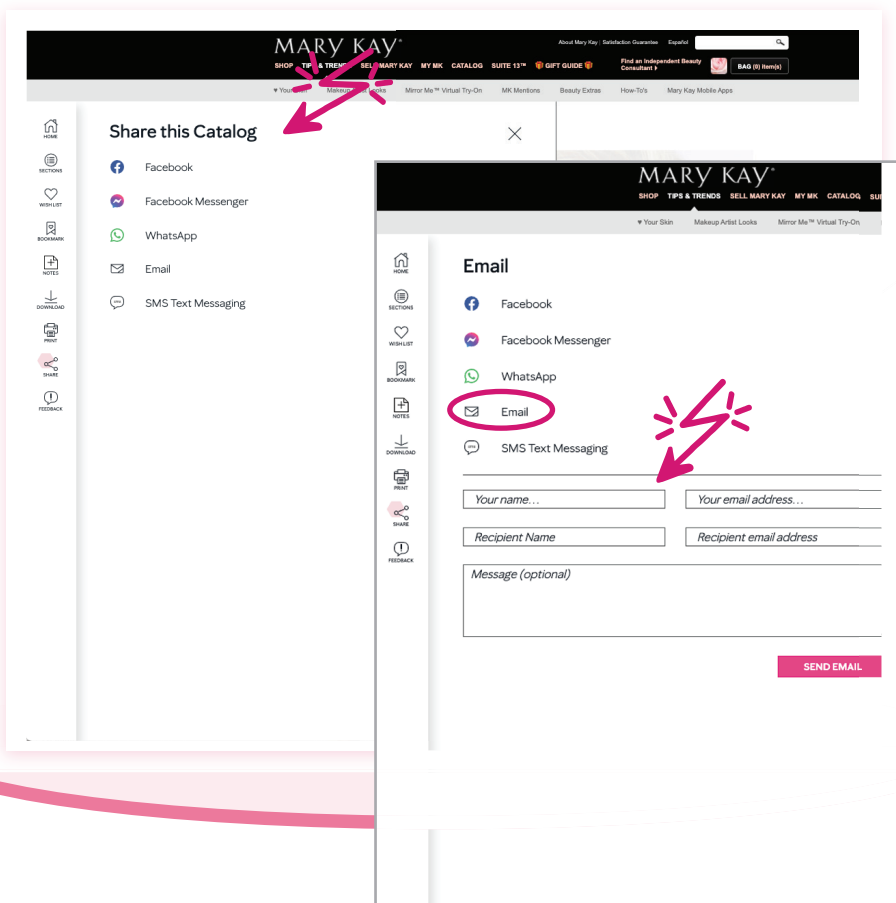 MARY KAY®
About Mary Kay | Satisfaction Guarantee Español
SHOP TIPS & TRENDS SELL MARY KAY MY MK CATALOG SUITE 13™ GIFT GUIDE
Find an Independent Beauty
Consultant
BAG (0) Item(s)
♥ Your Skin Makeup Artist Looks Mirror Me™ Virtual Try-On MK Mentions Beauty Extras How-To's Mary Kay Mobile Apps
HOME
SECTIONS
WISH LIST
BOOKMARK
NOTES
DOWNLOAD
PRINT
SHARE
FEEDBACK
Share this Catalog
Facebook
Facebook Messenger
WhatsApp
Email
SMS Text Messaging
MARY KAY®
SHOP TIPS & TRENDS SELL MARY KAY MY MK CATALOG
♥ Your Skin Makeup Artist Looks Mirror Me™ Virtual Try-On
HOME
SECTIONS
WISH LIST
BOOKMARK
NOTES
DOWNLOAD
PRINT
SHARE
FEEDBACK
Email
Facebook
Facebook Messenger
WhatsApp
Email
SMS Text Messaging
Your name...
Your email address...
Recipient Name
Recipient email address
Message (optional)
SEND EMAIL